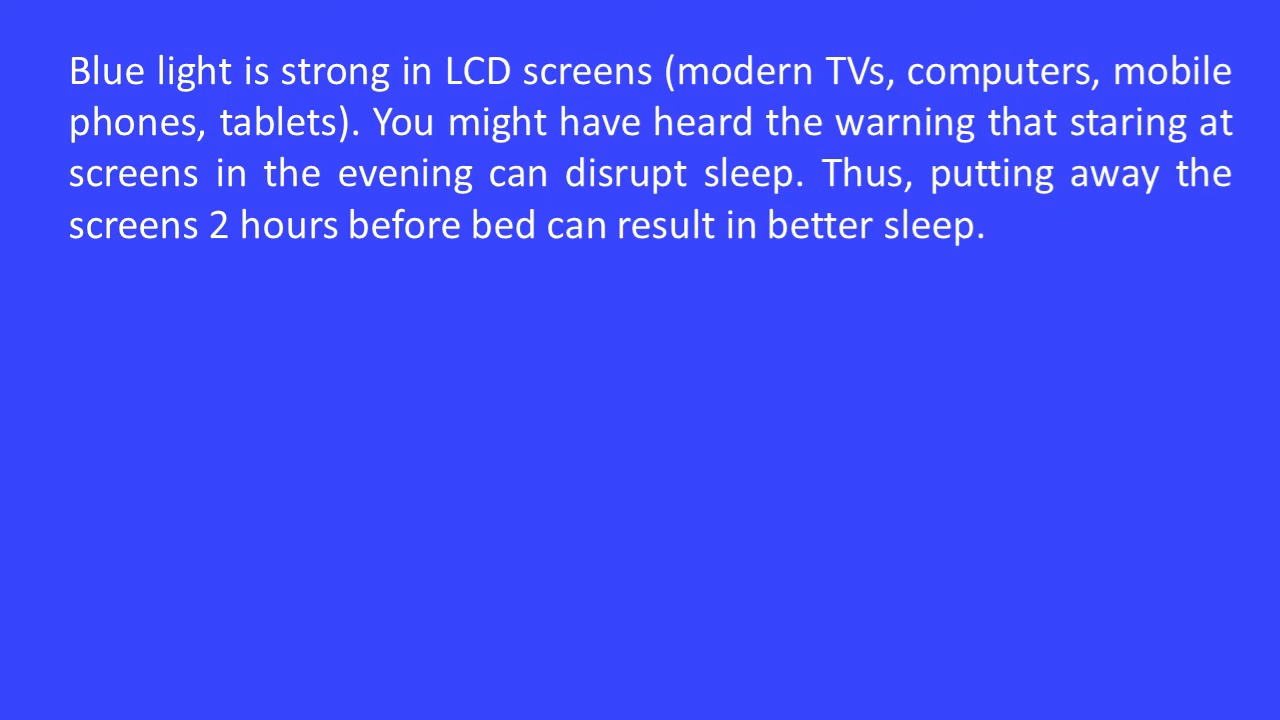 Blue light is strong in LCD screens (modern TVs, computers, mobile
phones, tablets). You might have heard the warning that staring at
screens in the evening can disrupt sleep. Thus, putting away the
screens 2 hours before bed can result in better sleep.